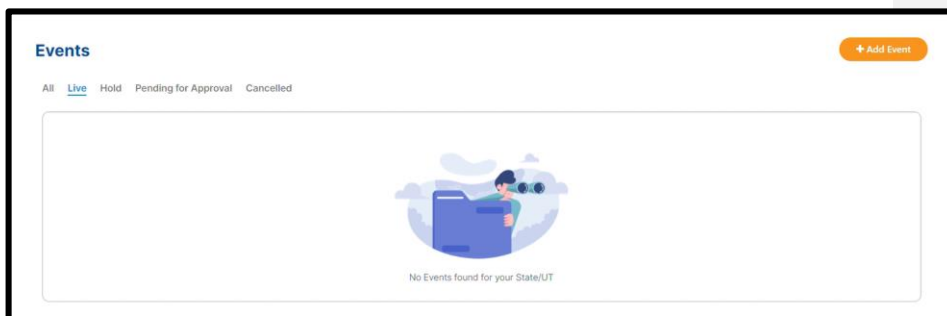 Events
+ Add Event
All Live Hold Pending for Approval Cancelled
No Events found for your State/UT